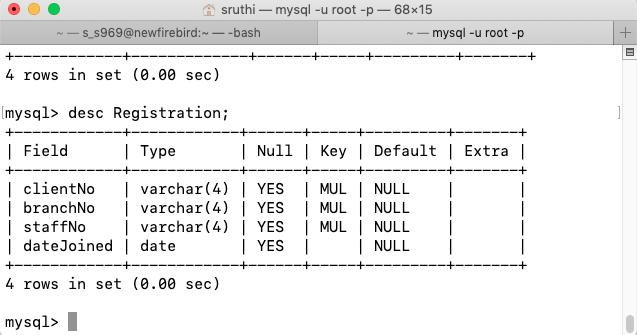 sruthi — mysql -u root -p — 68×15
~ — s_s969@newfirebird:~ — -bash
~ — mysql -u root -p
+
+------------+------------+------+-----+---------+-------+
4 rows in set (0.00 sec)
[mysql> desc Registration; ]
+------------+------------+------+-----+---------+-------+
| Field | Type | Null | Key | Default | Extra |
+------------+------------+------+-----+---------+-------+
| clientNo | varchar(4) | YES | MUL | NULL | |
| branchNo | varchar(4) | YES | MUL | NULL | |
| staffNo | varchar(4) | YES | MUL | NULL | |
| dateJoined | date | YES | | NULL | |
+------------+------------+------+-----+---------+-------+
4 rows in set (0.00 sec)
mysql>